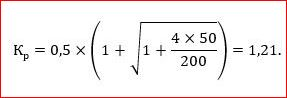 Кр = 0,5 × (1 + √(1 + (4 × 50)/200)) = 1,21.